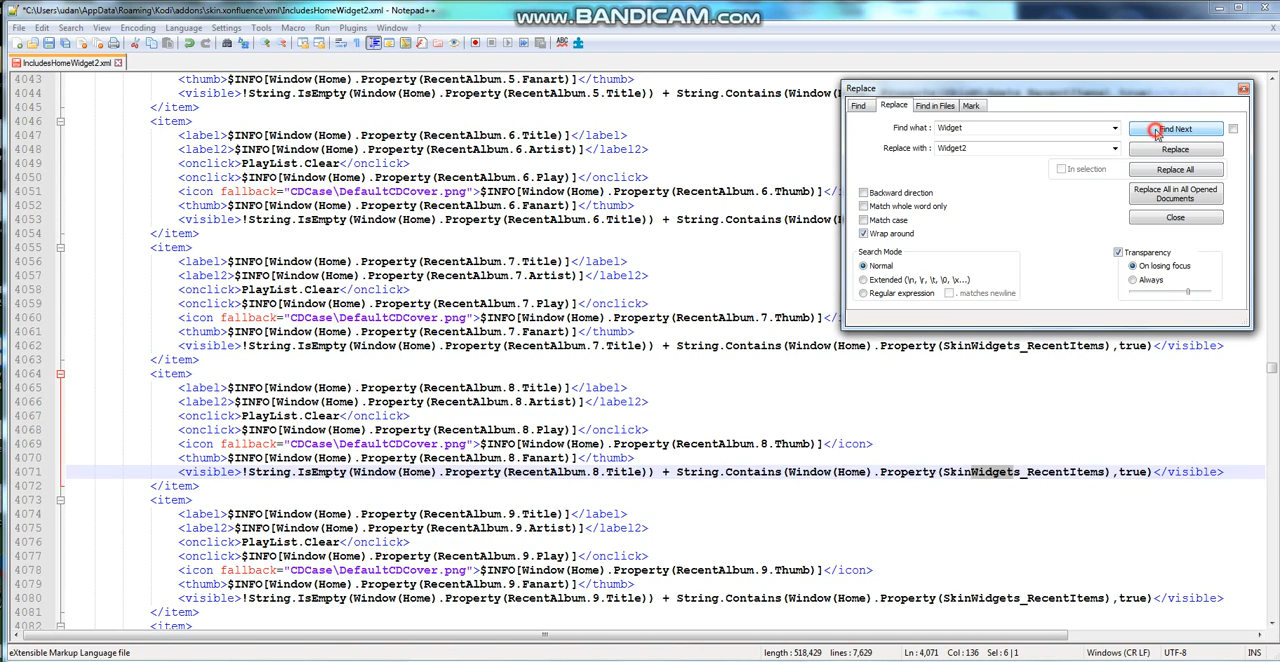 *C:\Users\udan\AppData\Roaming\Kodi\addons\skin.xonfluence\xml\IncludesHomeWidget2.xml - Notepad++
www.BANDICAM.com
File Edit Search View Encoding Language Settings Tools Macro Run Plugins Window ?
X
IncludesHomeWidget2.xml
4043 <thumb>$INFO[Window(Home).Property(RecentAlbum.5.Fanart)]</thumb>
4044 <visible>!String.IsEmpty(Window(Home).Property(RecentAlbum.5.Title)) + String.Contains(Window(
4045 </item>
4046 <item>
4047 <label>$INFO[Window(Home).Property(RecentAlbum.6.Title)]</label>
4048 <label2>$INFO[Window(Home).Property(RecentAlbum.6.Artist)]</label2>
4049 <onclick>PlayList.Clear</onclick>
4050 <onclick>$INFO[Window(Home).Property(RecentAlbum.6.Play)]</onclick>
4051 <icon fallback="CDCase\DefaultCDCover.png">$INFO[Window(Home).Property(RecentAlbum.6.Thumb)]</
4052 <thumb>$INFO[Window(Home).Property(RecentAlbum.6.Fanart)]</thumb>
4053 <visible>!String.IsEmpty(Window(Home).Property(RecentAlbum.6.Title)) + String.Contains(Window(
4054 </item>
4055 <item>
4056 <label>$INFO[Window(Home).Property(RecentAlbum.7.Title)]</label>
4057 <label2>$INFO[Window(Home).Property(RecentAlbum.7.Artist)]</label2>
4058 <onclick>PlayList.Clear</onclick>
4059 <onclick>$INFO[Window(Home).Property(RecentAlbum.7.Play)]</onclick>
4060 <icon fallback="CDCase\DefaultCDCover.png">$INFO[Window(Home).Property(RecentAlbum.7.Thumb)]</
4061 <thumb>$INFO[Window(Home).Property(RecentAlbum.7.Fanart)]</thumb>
4062 <visible>!String.IsEmpty(Window(Home).Property(RecentAlbum.7.Title)) + String.Contains(Window(Home).Property(SkinWidgets_RecentItems),true)</visible>
4063 </item>
4064 <item>
4065 <label>$INFO[Window(Home).Property(RecentAlbum.8.Title)]</label>
4066 <label2>$INFO[Window(Home).Property(RecentAlbum.8.Artist)]</label2>
4067 <onclick>PlayList.Clear</onclick>
4068 <onclick>$INFO[Window(Home).Property(RecentAlbum.8.Play)]</onclick>
4069 <icon fallback="CDCase\DefaultCDCover.png">$INFO[Window(Home).Property(RecentAlbum.8.Thumb)]</icon>
4070 <thumb>$INFO[Window(Home).Property(RecentAlbum.8.Fanart)]</thumb>
4071 <visible>!String.IsEmpty(Window(Home).Property(RecentAlbum.8.Title)) + String.Contains(Window(Home).Property(SkinWidgets_RecentItems),true)</visible>
4072 </item>
4073 <item>
4074 <label>$INFO[Window(Home).Property(RecentAlbum.9.Title)]</label>
4075 <label2>$INFO[Window(Home).Property(RecentAlbum.9.Artist)]</label2>
4076 <onclick>PlayList.Clear</onclick>
4077 <onclick>$INFO[Window(Home).Property(RecentAlbum.9.Play)]</onclick>
4078 <icon fallback="CDCase\DefaultCDCover.png">$INFO[Window(Home).Property(RecentAlbum.9.Thumb)]</icon>
4079 <thumb>$INFO[Window(Home).Property(RecentAlbum.9.Fanart)]</thumb>
4080 <visible>!String.IsEmpty(Window(Home).Property(RecentAlbum.9.Title)) + String.Contains(Window(Home).Property(SkinWidgets_RecentItems),true)</visible>
4081 </item>
4082 <item>
Replace
Find Replace Find in Files Mark
Find what : Widget
Find Next
Replace with : Widget2
Replace
In selection
Replace All
Replace All in All Opened Documents
Close
Backward direction
Match whole word only
Match case
Wrap around
Search Mode
Normal
Extended (\n, \r, \t, \0, \x...)
Regular expression
. matches newline
Transparency
On losing focus
Always
eXtensible Markup Language file length : 518,429 lines : 7,629 Ln : 4,071 Col : 136 Sel : 6 | 1 Windows (CR LF) UTF-8 INS